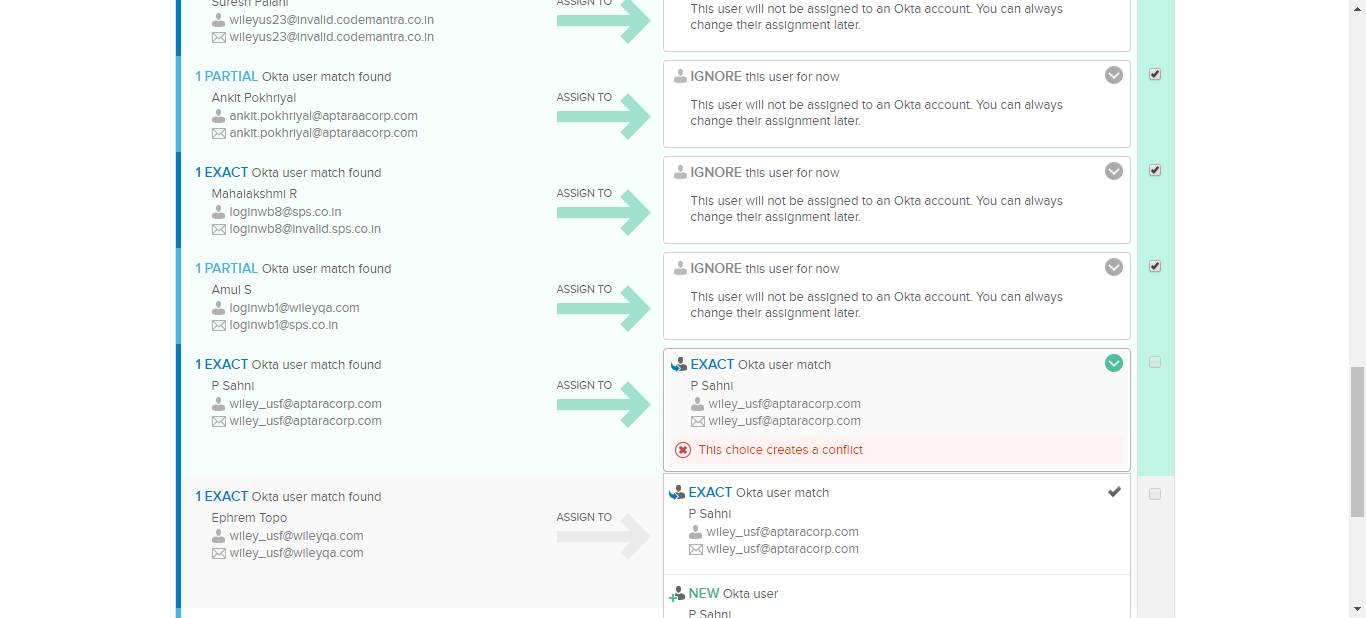 Suresh Palani
wileyus23@invalid.codemantra.co.in
wileyus23@invalid.codemantra.co.in
ASSIGN TO
This user will not be assigned to an Okta account. You can always
change their assignment later.
1 PARTIAL Okta user match found
Ankit Pokhriyal
ankit.pokhriyal@aptaraacorp.com
ankit.pokhriyal@aptaraacorp.com
ASSIGN TO
IGNORE this user for now
This user will not be assigned to an Okta account. You can always
change their assignment later.
1 EXACT Okta user match found
Mahalakshmi R
loginwb8@sps.co.in
loginwb8@invalid.sps.co.in
ASSIGN TO
IGNORE this user for now
This user will not be assigned to an Okta account. You can always
change their assignment later.
1 PARTIAL Okta user match found
Amul S
loginwb1@wileyqa.com
loginwb1@sps.co.in
ASSIGN TO
IGNORE this user for now
This user will not be assigned to an Okta account. You can always
change their assignment later.
1 EXACT Okta user match found
P Sahni
wiley_usf@aptaracorp.com
wiley_usf@aptaracorp.com
ASSIGN TO
EXACT Okta user match
P Sahni
wiley_usf@aptaracorp.com
wiley_usf@aptaracorp.com
This choice creates a conflict
1 EXACT Okta user match found
Ephrem Topo
wiley_usf@wileyqa.com
wiley_usf@wileyqa.com
ASSIGN TO
EXACT Okta user match
P Sahni
wiley_usf@aptaracorp.com
wiley_usf@aptaracorp.com
NEW Okta user
P Sahni